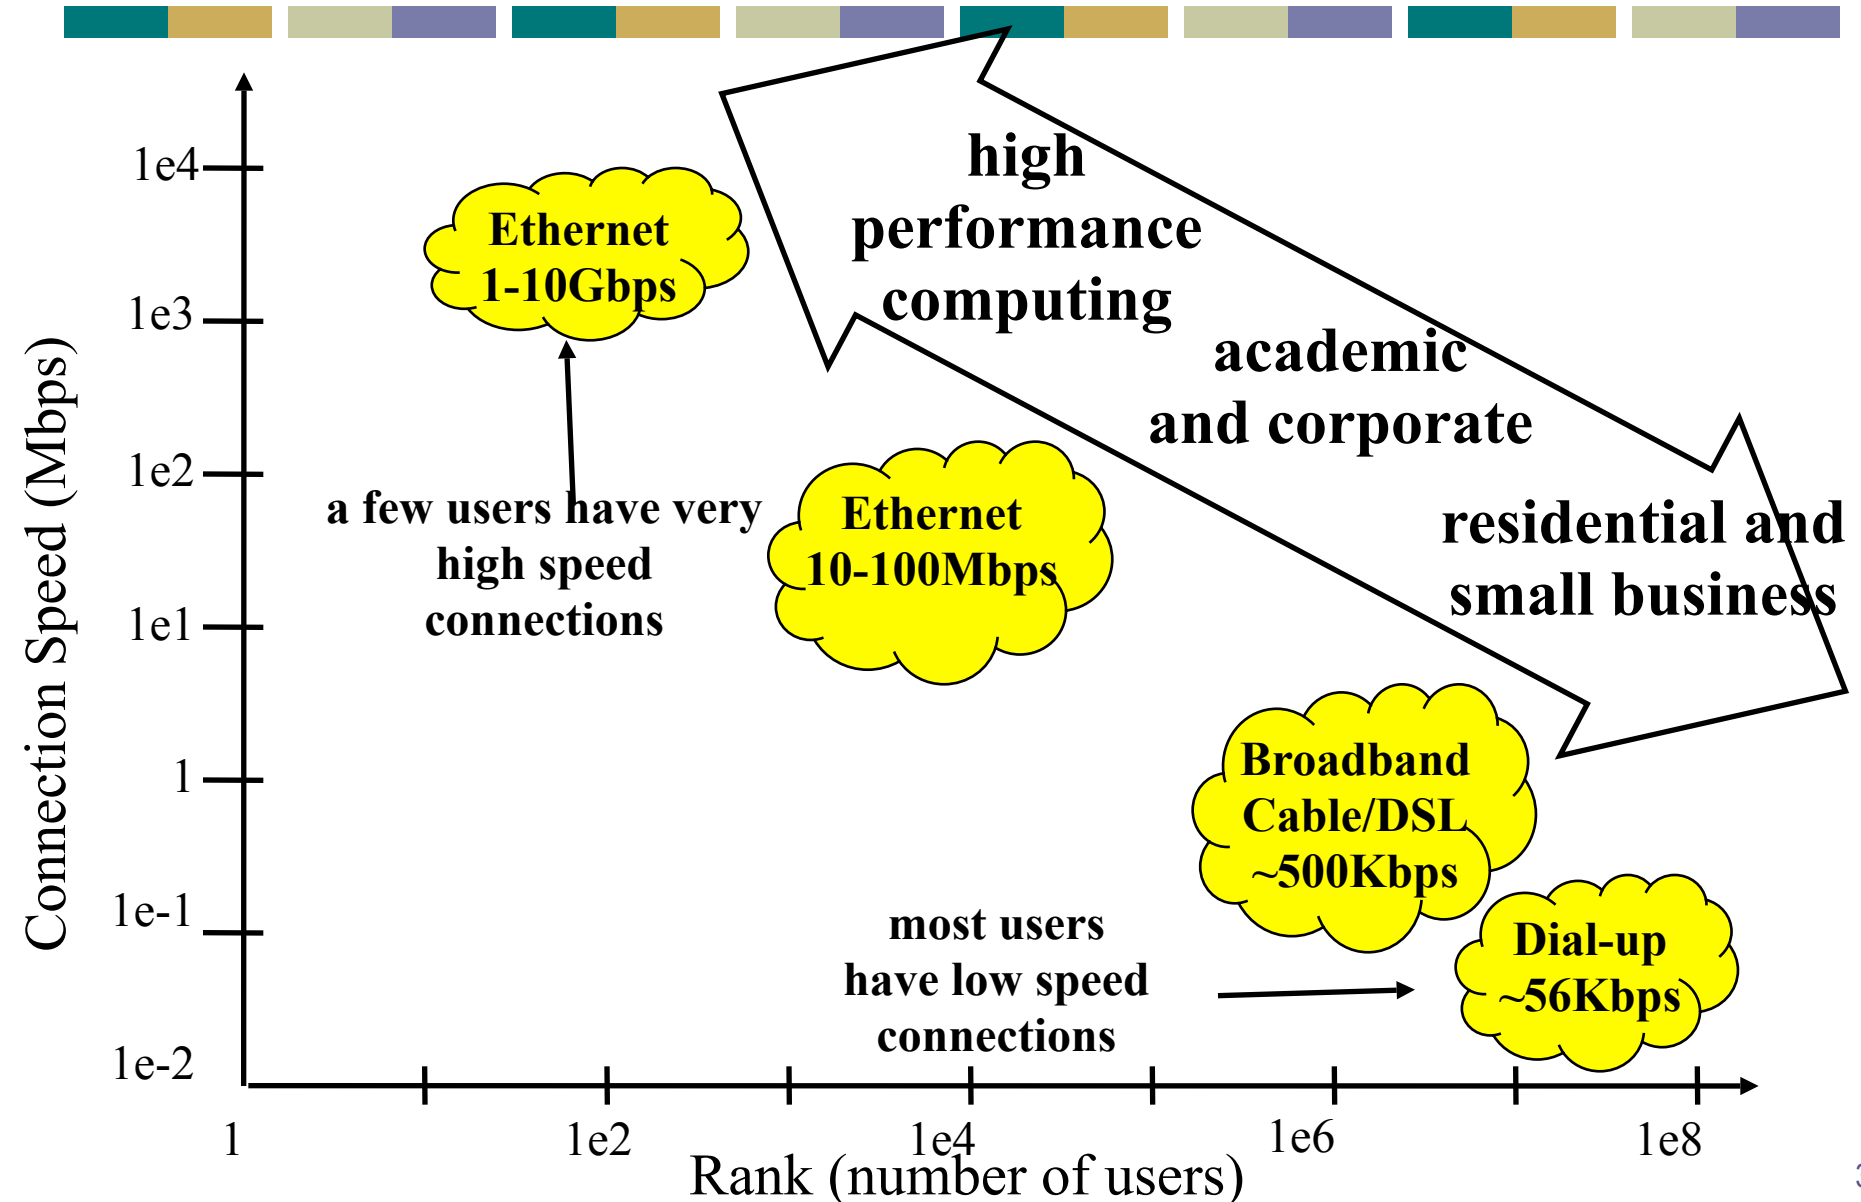 1e4
1e3
1e2
1e1
1
1e-1
1e-2
Connection Speed (Mbps)
Ethernet
1-10Gbps
high
performance
computing
academic
and corporate
residential and
small business
a few users have very
high speed
connections
Ethernet
10-100Mbps
Broadband
Cable/DSL
~500Kbps
most users
have low speed
connections
Dial-up
~56Kbps
1
1e2
1e4
1e6
1e8
Rank (number of users)